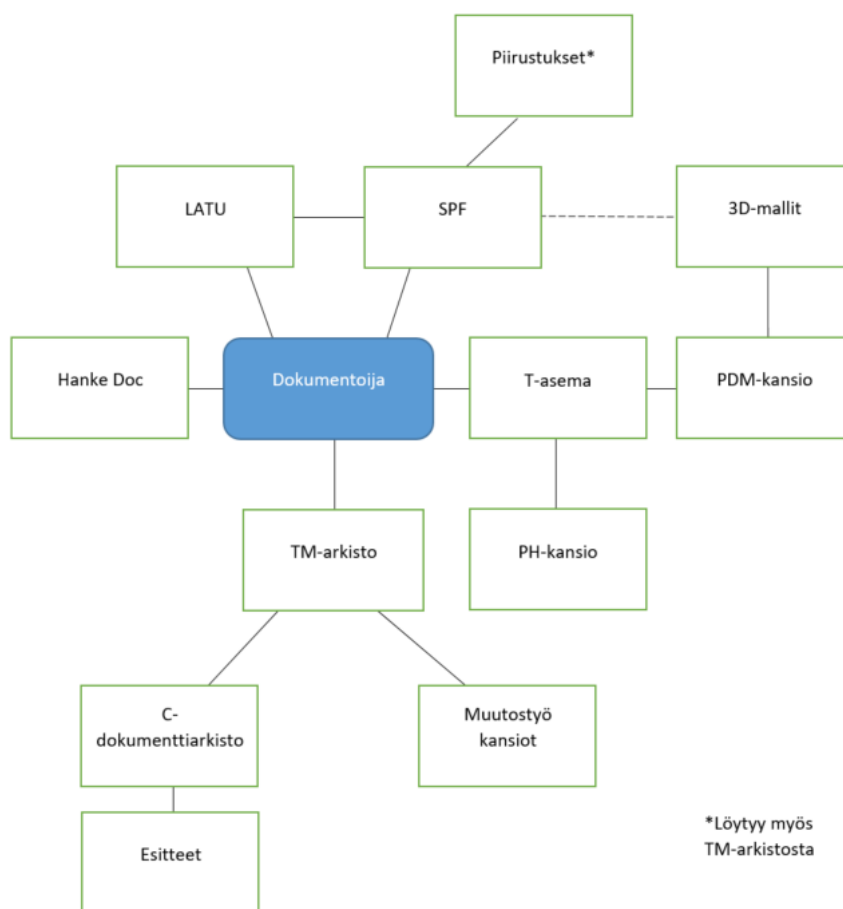 Piirustukset*
LATU
SPF
3D-mallit
Hanke Doc
Dokumentoija
T-asema
PDM-kansio
TM-arkisto
PH-kansio
C-
dokumenttiarkisto
Muutostyö
kansiot
Esitteet
*Löytyy myös
TM-arkistosta